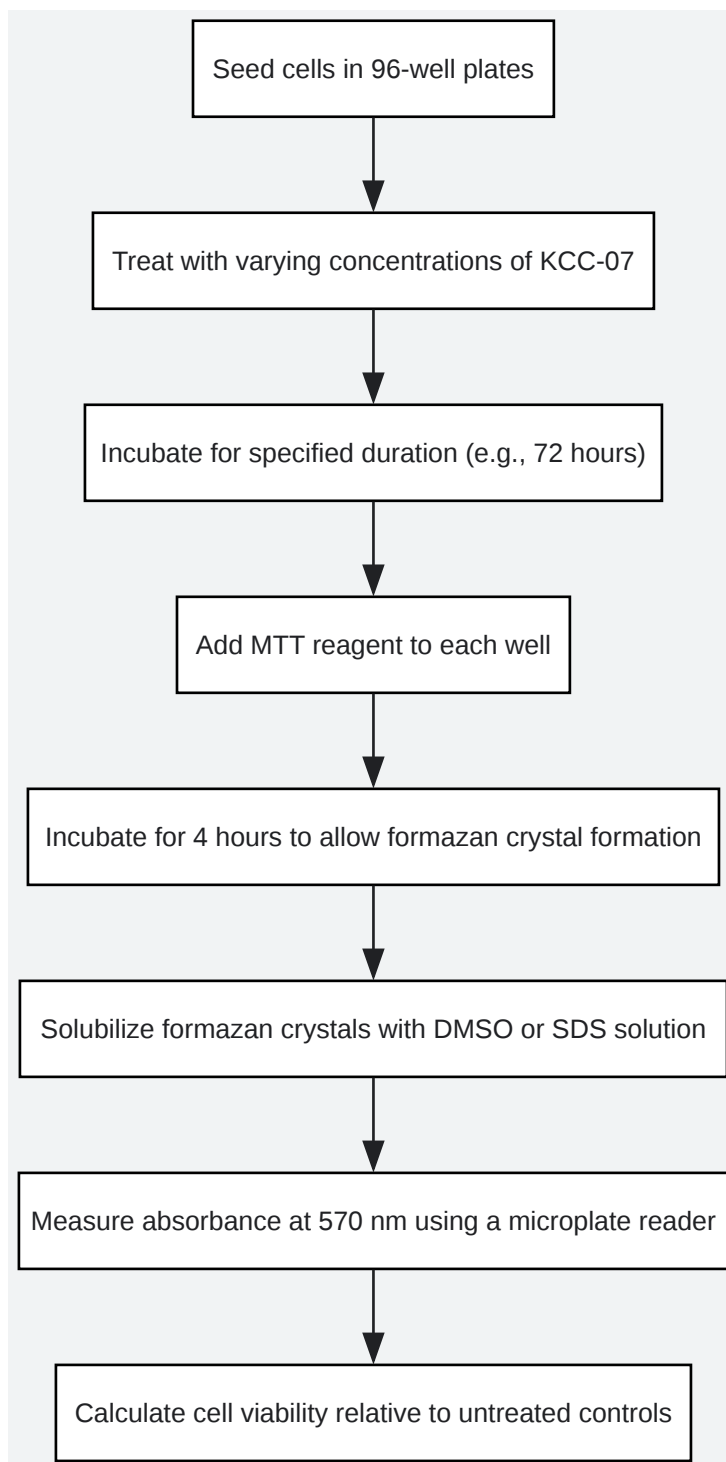 Seed cells in 96-well plates
Treat with varying concentrations of KCC-07
Incubate for specified duration (e.g., 72 hours)
Add MTT reagent to each well
Incubate for 4 hours to allow formazan crystal formation
Solubilize formazan crystals with DMSO or SDS solution
Measure absorbance at 570 nm using a microplate reader
Calculate cell viability relative to untreated controls